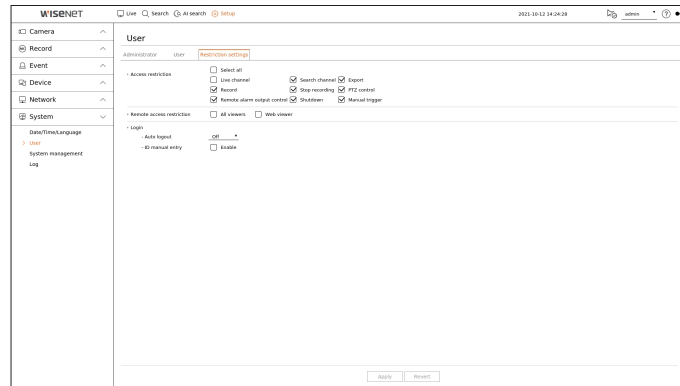 WISENET
Live Search AI search Setup 2021-10-12 14:24:28 admin ?
Camera
Record
Event
Device
Network
System
Date/Time/Language
> User
System management
Log
User
Administrator User Restriction settings
Access restriction
Select all
Live channel Search channel Export
Record Stop recording PTZ control
Remote alarm output control Shutdown Manual trigger
Remote access restriction All viewers Web viewer
Login
- Auto logout Off
- ID manual entry Enable
Apply Revert